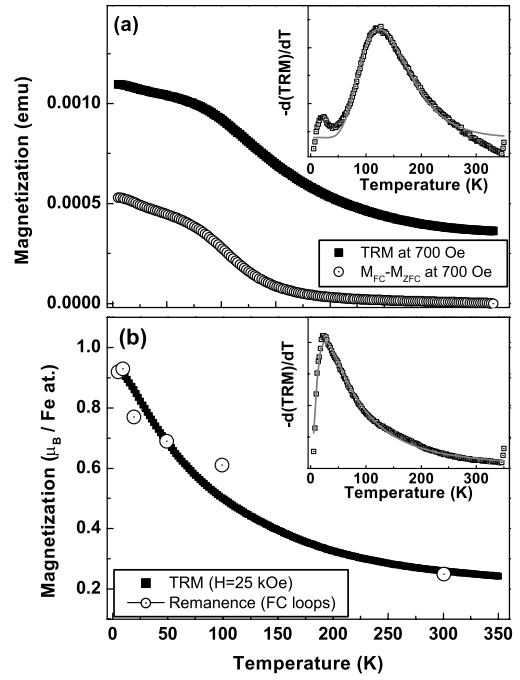 (a)
Magnetization (emu)
0.0010
0.0005
0.0000
-d(TRM)/dT
0 100 200 300
Temperature (K)
TRM at 700 Oe
M_FC-M_ZFC at 700 Oe
(b)
Magnetization (μ_B / Fe at.)
1.0
0.8
0.6
0.4
0.2
-d(TRM)/dT
0 100 200 300
Temperature (K)
TRM (H=25 kOe)
Remanence (FC loops)
0 50 100 150 200 250 300 350
Temperature (K)